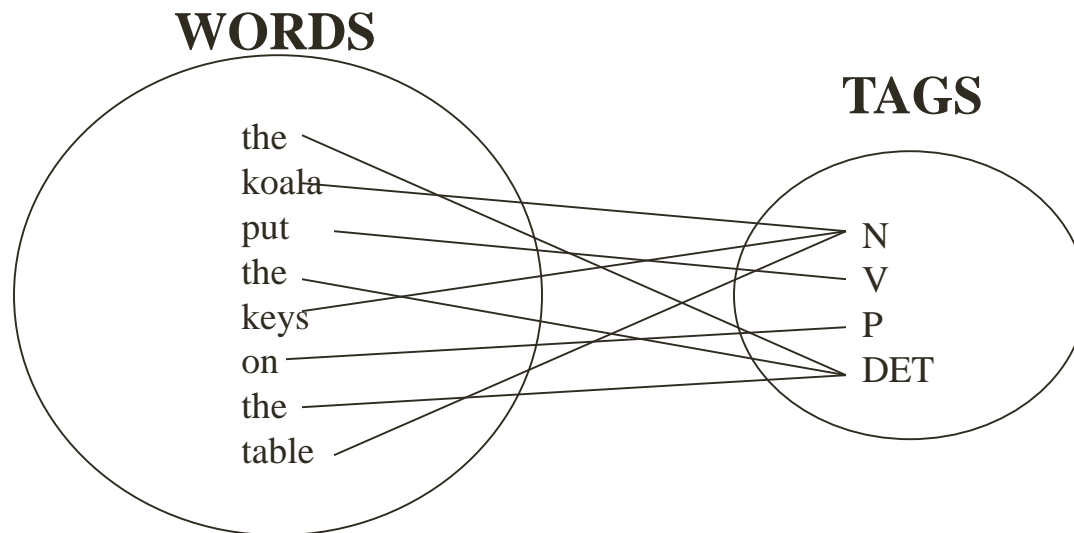 WORDS
the
koala
put
the
keys
on
the
table
TAGS
N
V
P
DET